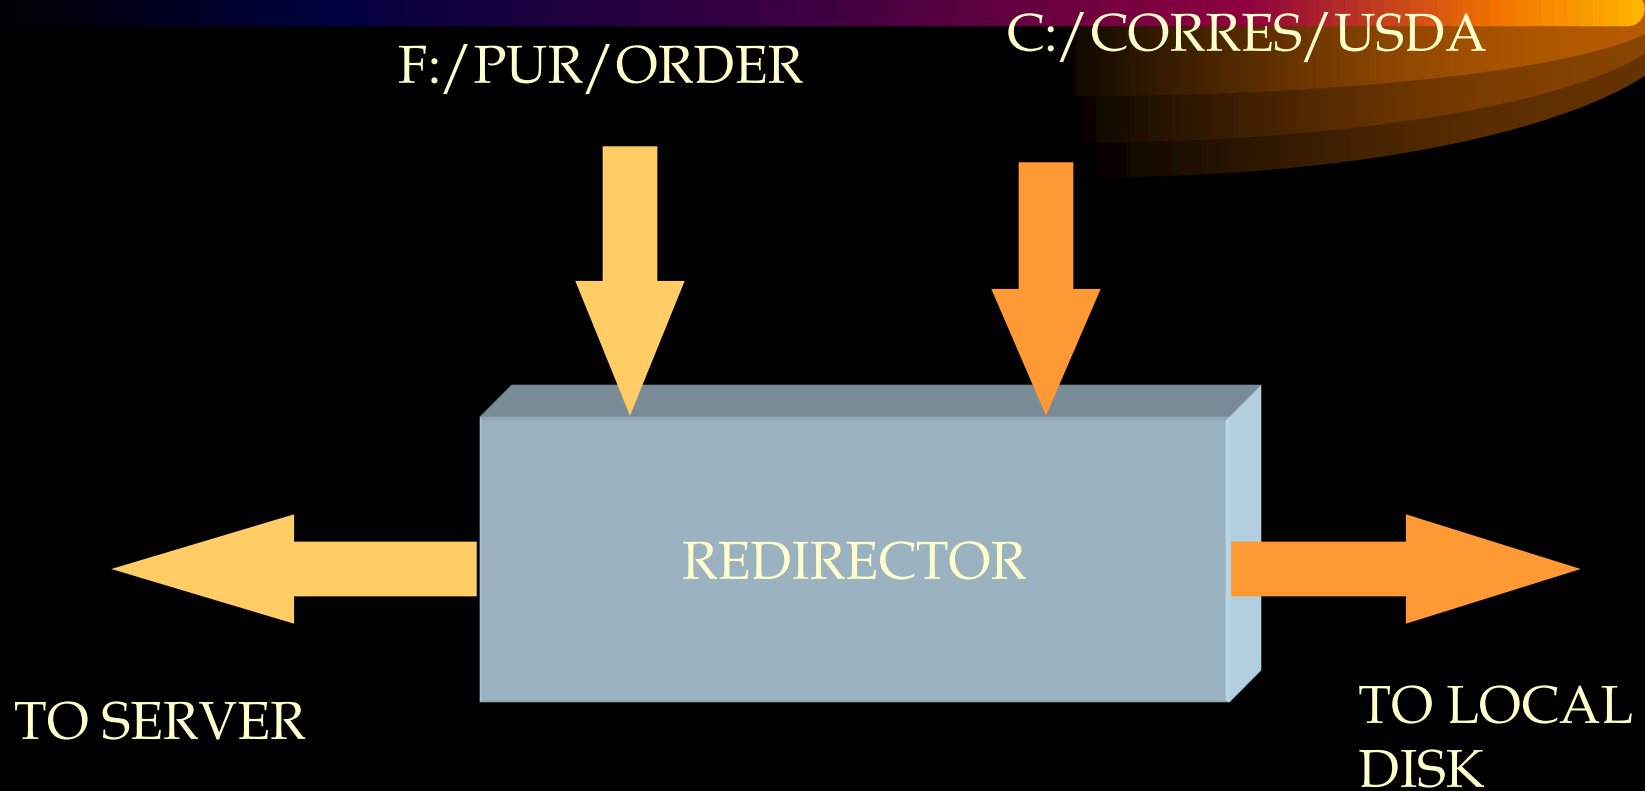 F:/PUR/ORDER
C:/CORRES/USDA
REDIRECTOR
TO SERVER
TO LOCAL
DISK